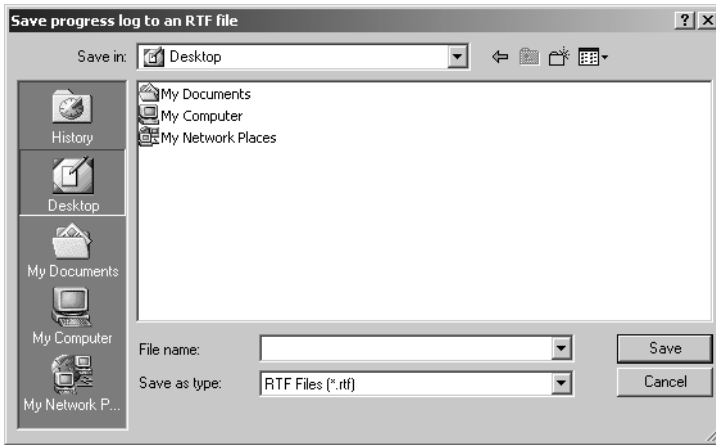 Save progress log to an RTF file
Save in: Desktop
History
Desktop
My Documents
My Computer
My Network P...
My Documents
My Computer
My Network Places
File name:
Save
Save as type: RTF Files (*.rtf)
Cancel